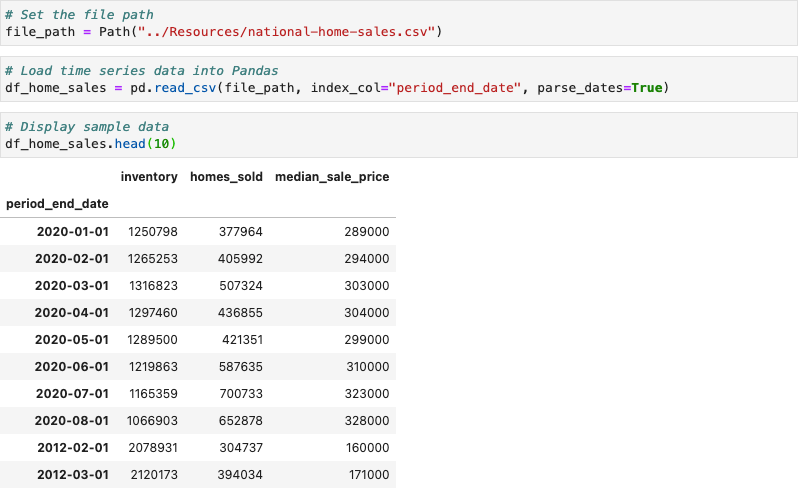 # Set the file path
file_path = Path("../Resources/national-home-sales.csv")
# Load time series data into Pandas
df_home_sales = pd.read_csv(file_path, index_col="period_end_date", parse_dates=True)
# Display sample data
df_home_sales.head(10)
inventory homes_sold median_sale_price
period_end_date
2020-01-01 1250798 377964 289000
2020-02-01 1265253 405992 294000
2020-03-01 1316823 507324 303000
2020-04-01 1297460 436855 304000
2020-05-01 1289500 421351 299000
2020-06-01 1219863 587635 310000
2020-07-01 1165359 700733 323000
2020-08-01 1066903 652878 328000
2012-02-01 2078931 304737 160000
2012-03-01 2120173 394034 171000